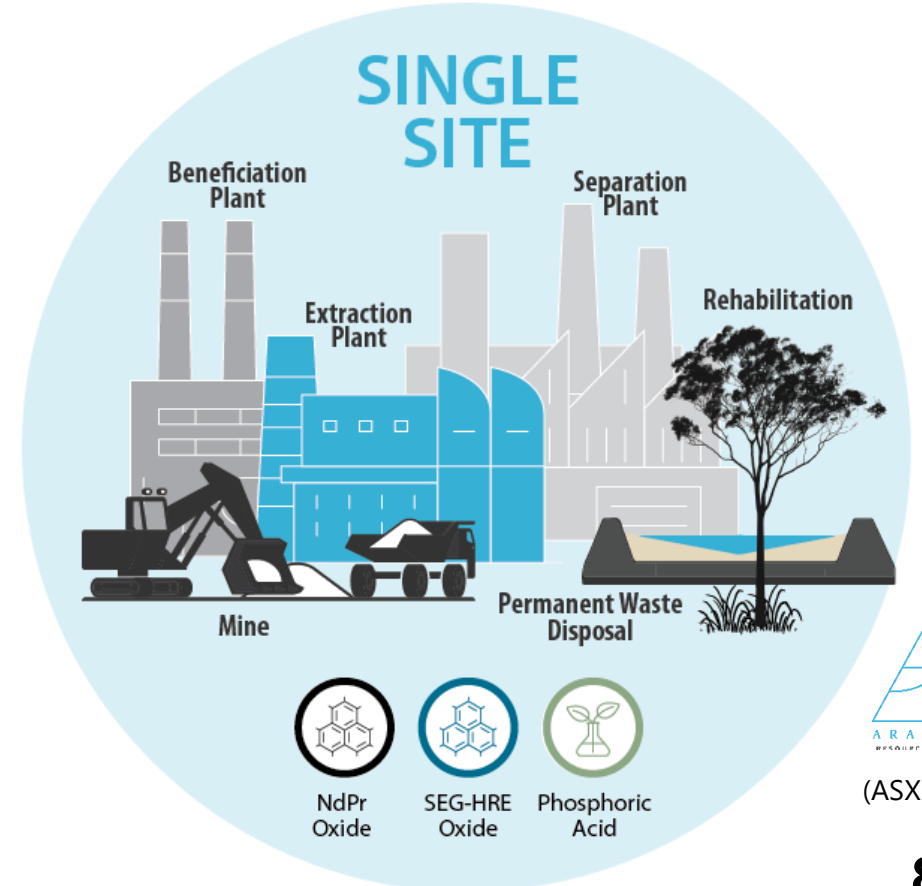 SINGLE
SITE
Beneficiation
Plant
Separation
Plant
Extraction
Plant
Rehabilitation
Mine
Permanent Waste
Disposal
NdPr
Oxide
SEG-HRE
Oxide
Phosphoric
Acid
(ASX